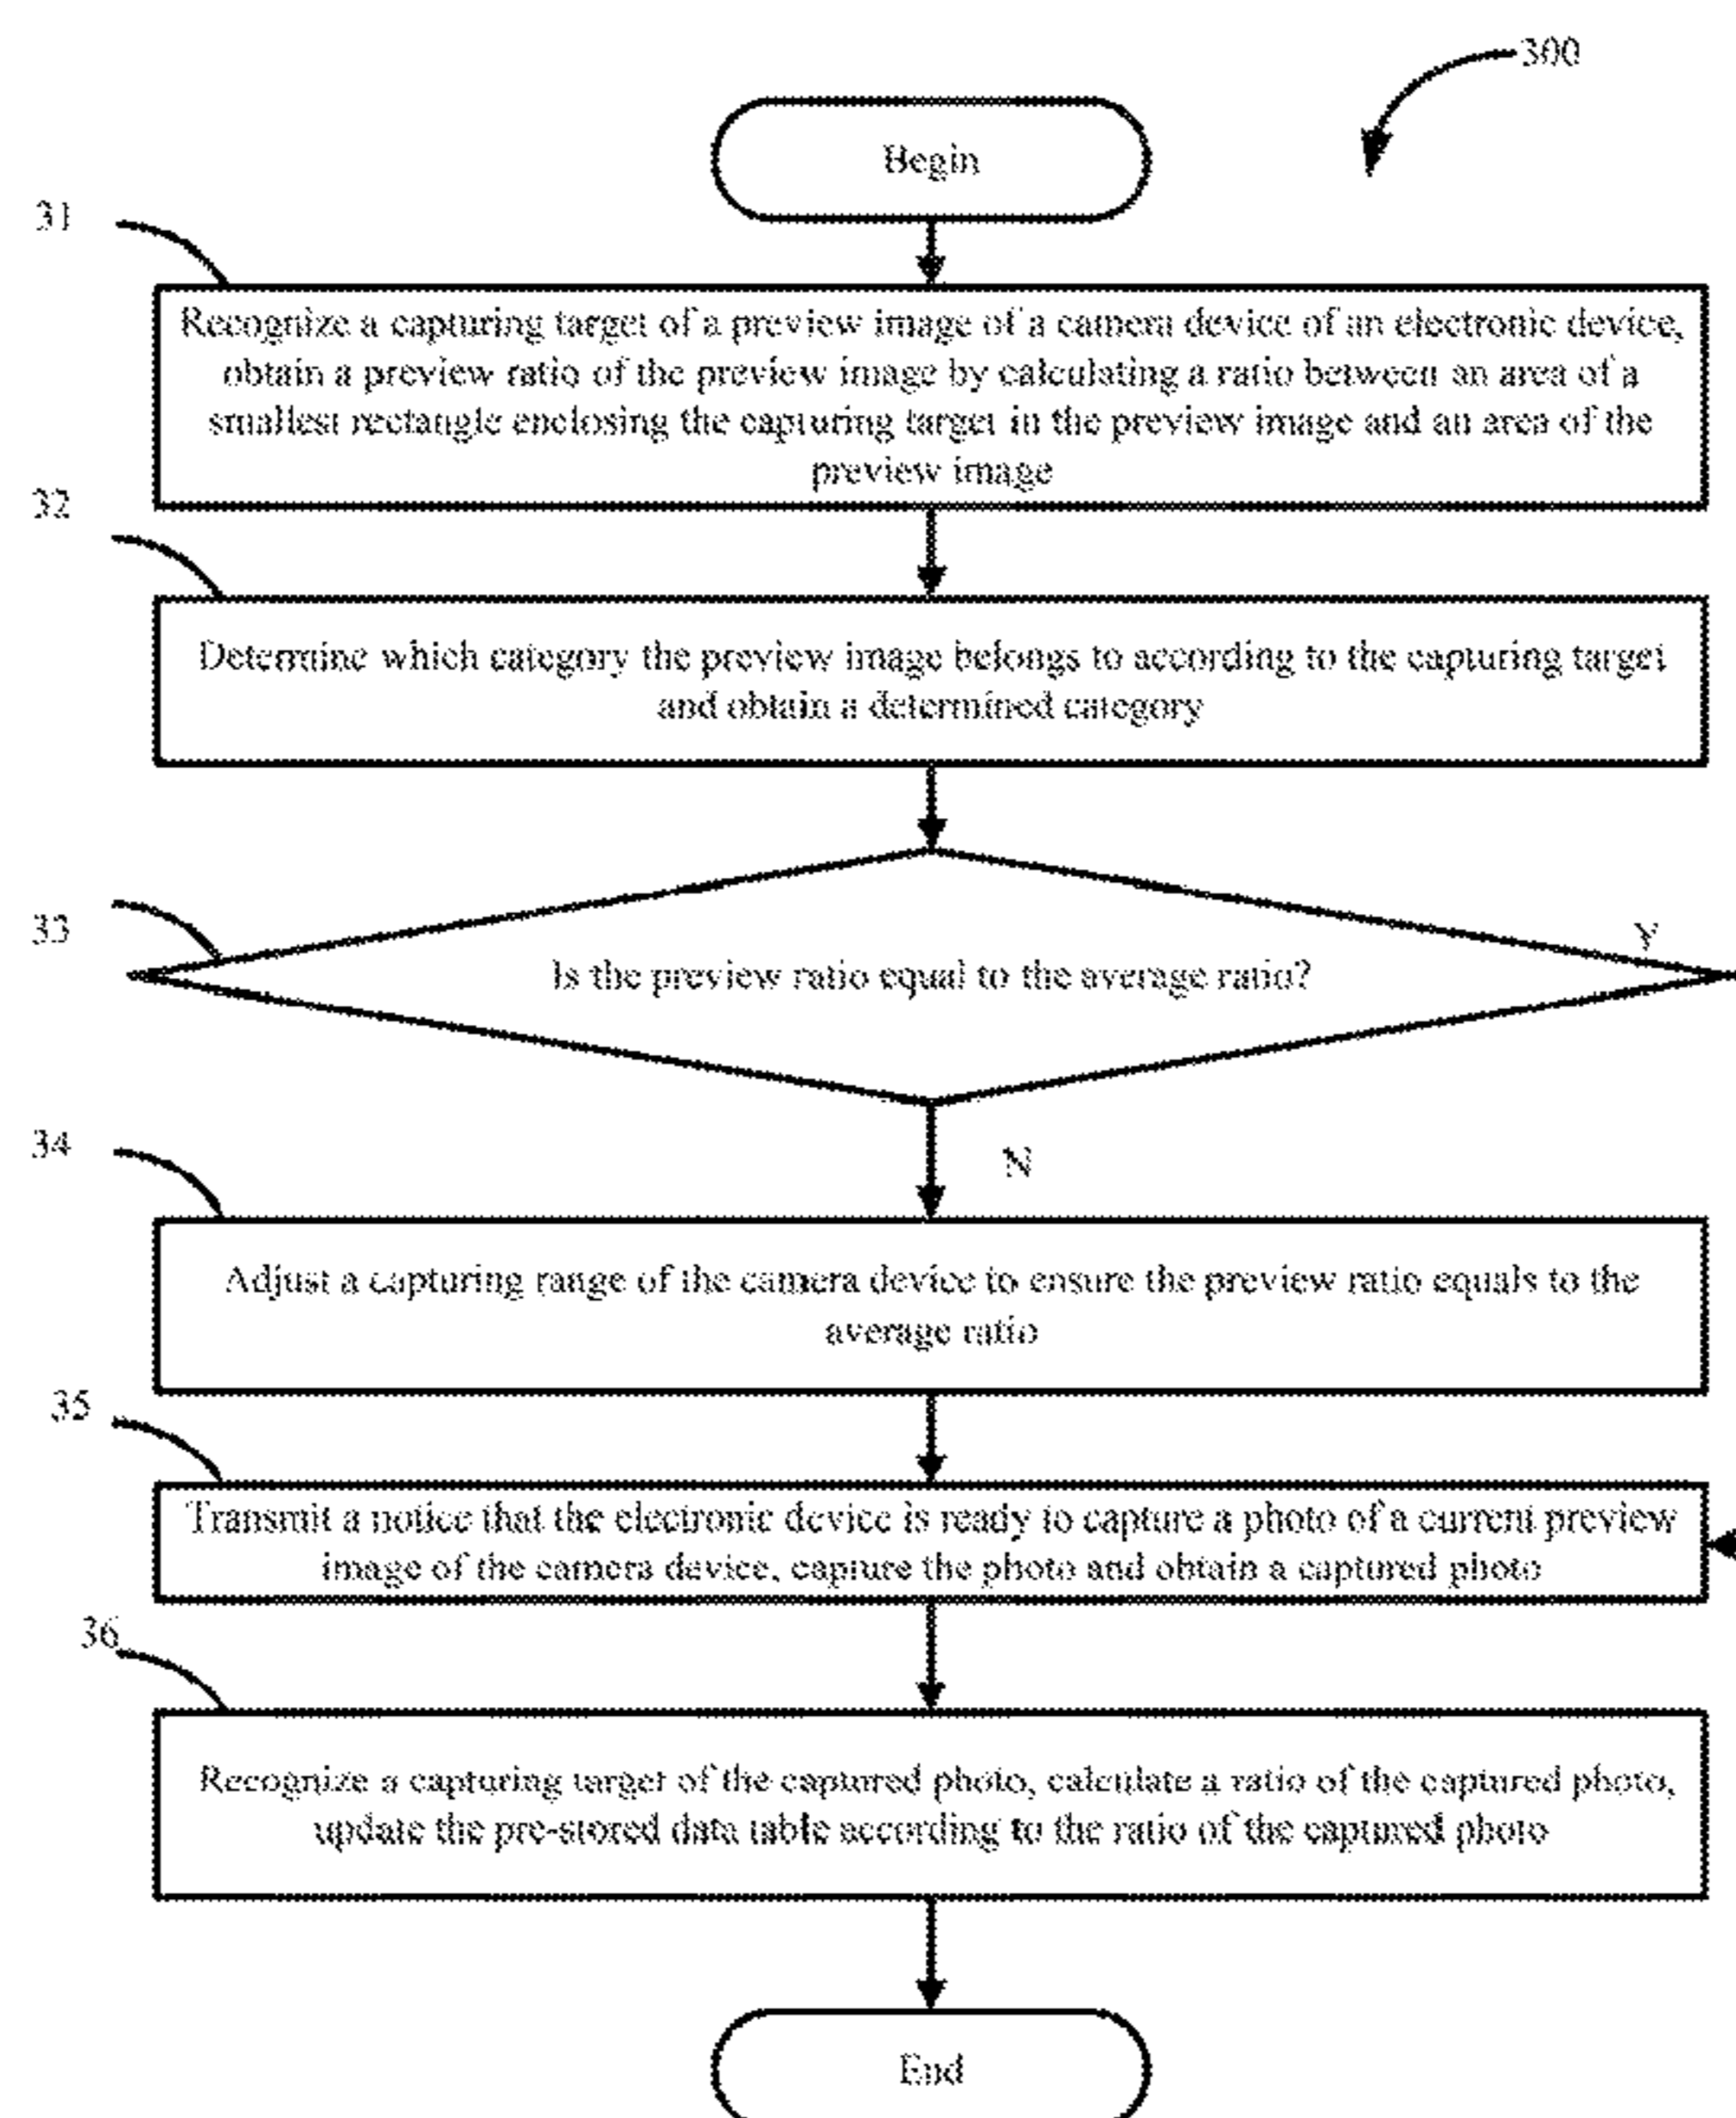 300
Begin
31
Recognize a capturing target of a preview image of a camera device of an electronic device,
obtain a preview ratio of the preview image by calculating a ratio between an area of a
smallest rectangle enclosing the capturing target in the preview image and an area of the
preview image
32
Determine which category the preview image belongs to according to the capturing target
and obtain a determined category
33
Y
Is the preview ratio equal to the average ratio?
34
N
Adjust a capturing range of the camera device to ensure the preview ratio equals to the
average ratio
35
Transmit a notice that the electronic device is ready to capture a photo of a current preview
image of the camera device, capture the photo and obtain a captured photo
36
Recognize a capturing target of the captured photo, calculate a ratio of the captured photo,
update the pre-stored data table according to the ratio of the captured photo
End